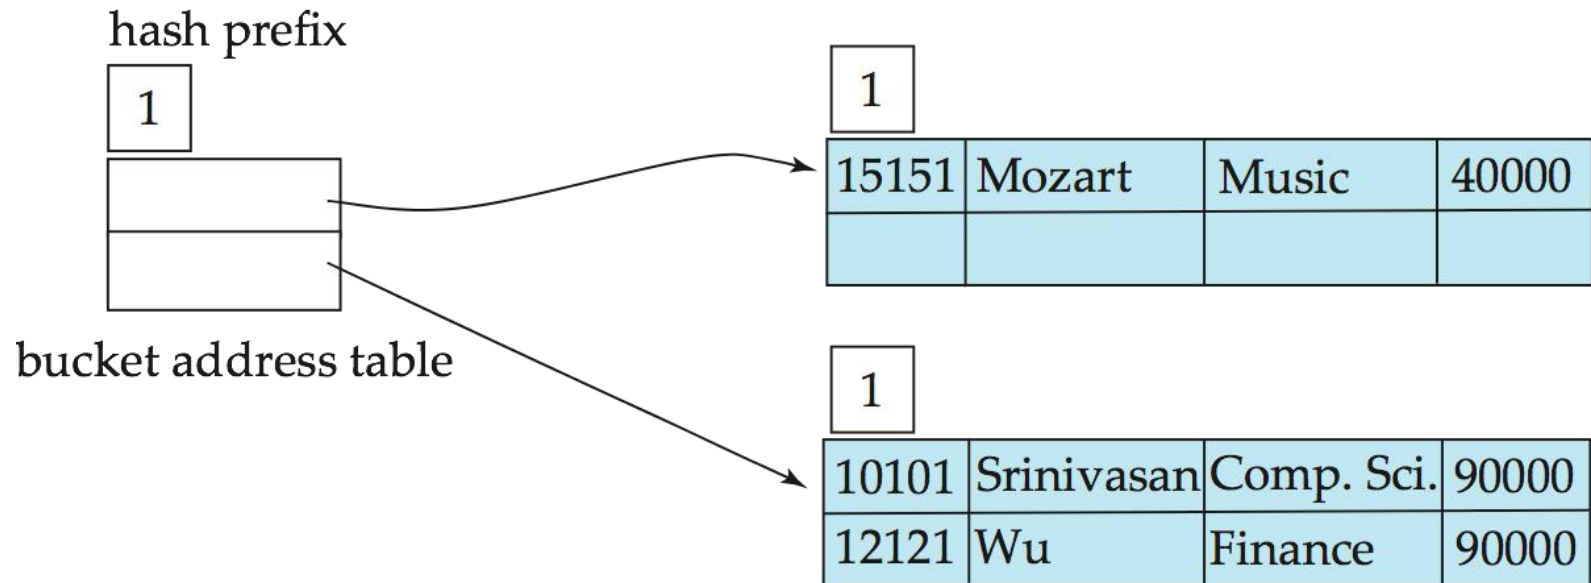 hash prefix
1
bucket address table
1
15151 Mozart Music 40000
1
10101 Srinivasan Comp. Sci. 90000
12121 Wu Finance 90000